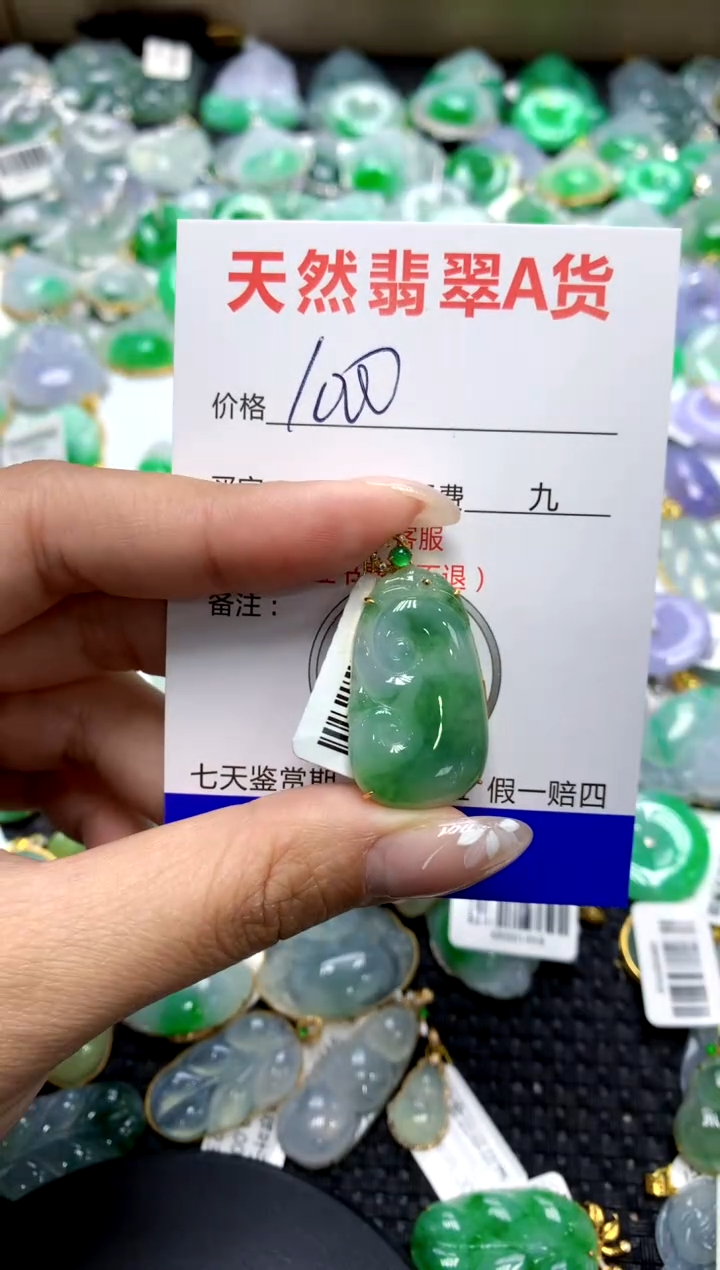 天然翡翠A货
价格 100
费 九
客服
退）
备注：
七天鉴赏期 假一赔四